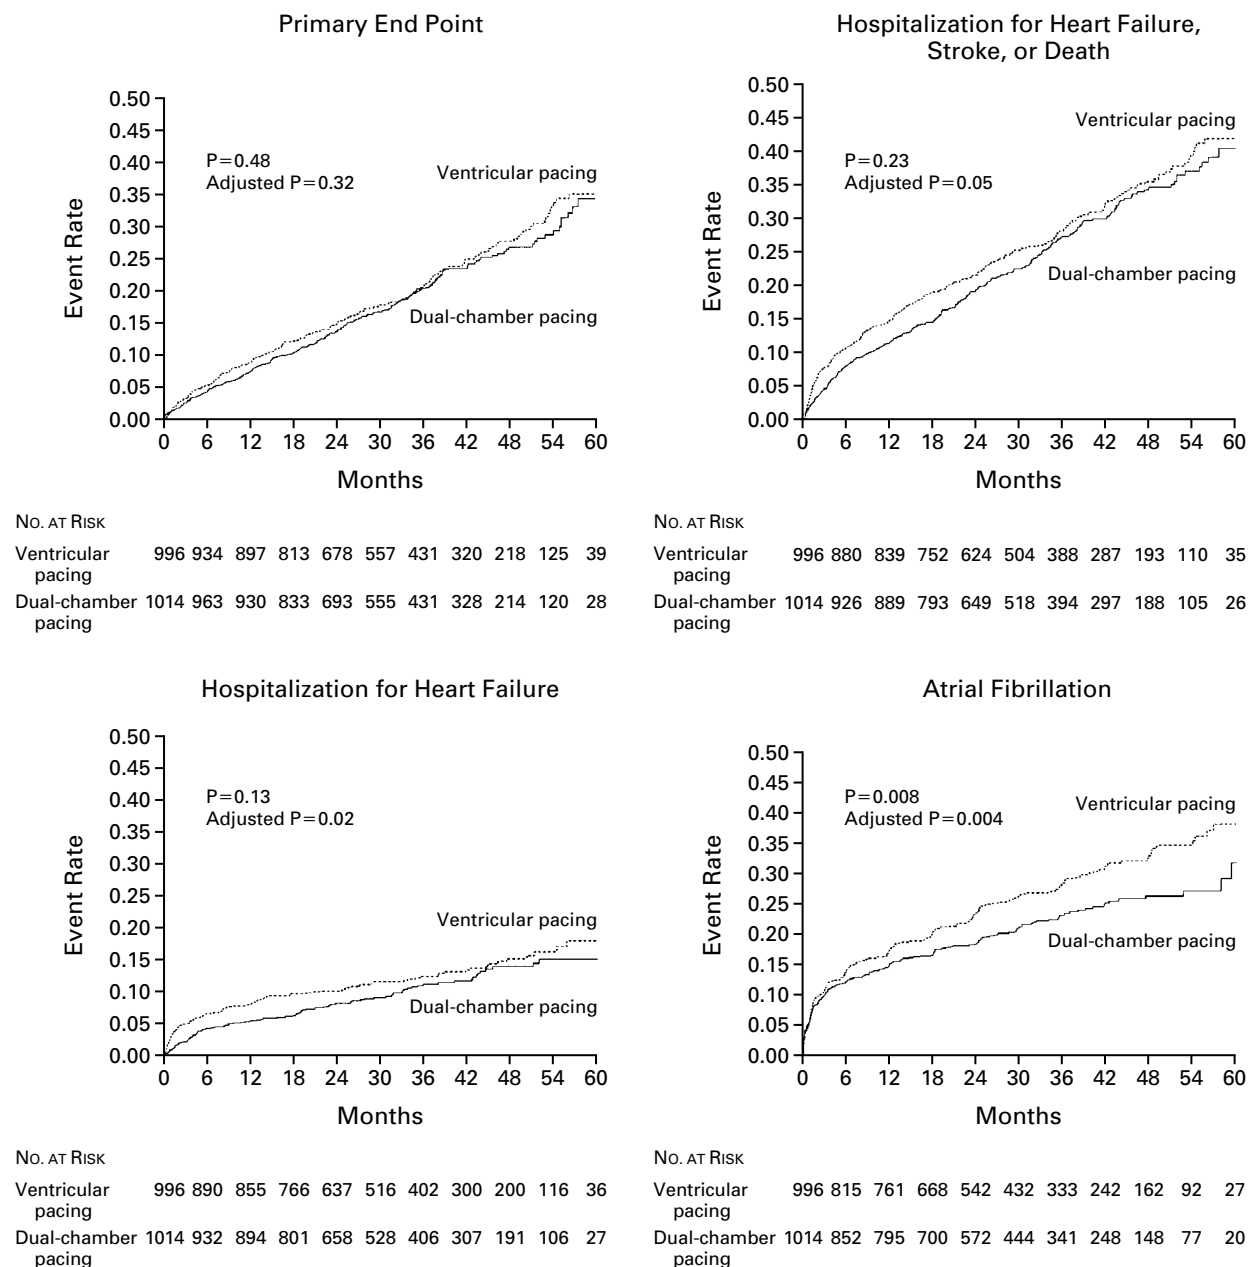 Primary End Point
0.50
0.45
0.40
0.35
0.30
0.25
0.20
0.15
0.10
0.05
0.00
Event Rate
P=0.48
Adjusted P=0.32
Ventricular pacing
Dual-chamber pacing
0 6 12 18 24 30 36 42 48 54 60
Months
NO. AT RISK
Ventricular 996 934 897 813 678 557 431 320 218 125 39
pacing
Dual-chamber 1014 963 930 833 693 555 431 328 214 120 28
pacing
Hospitalization for Heart Failure,
Stroke, or Death
0.50
0.45
0.40
0.35
0.30
0.25
0.20
0.15
0.10
0.05
0.00
Event Rate
P=0.23
Adjusted P=0.05
Ventricular pacing
Dual-chamber pacing
0 6 12 18 24 30 36 42 48 54 60
Months
NO. AT RISK
Ventricular 996 880 839 752 624 504 388 287 193 110 35
pacing
Dual-chamber 1014 926 889 793 649 518 394 297 188 105 26
pacing
Hospitalization for Heart Failure
0.50
0.45
0.40
0.35
0.30
0.25
0.20
0.15
0.10
0.05
0.00
Event Rate
P=0.13
Adjusted P=0.02
Ventricular pacing
Dual-chamber pacing
0 6 12 18 24 30 36 42 48 54 60
Months
NO. AT RISK
Ventricular 996 890 855 766 637 516 402 300 200 116 36
pacing
Dual-chamber 1014 932 894 801 658 528 406 307 191 106 27
pacing
Atrial Fibrillation
0.50
0.45
0.40
0.35
0.30
0.25
0.20
0.15
0.10
0.05
0.00
Event Rate
P=0.008
Adjusted P=0.004
Ventricular pacing
Dual-chamber pacing
0 6 12 18 24 30 36 42 48 54 60
Months
NO. AT RISK
Ventricular 996 815 761 668 542 432 333 242 162 92 27
pacing
Dual-chamber 1014 852 795 700 572 444 341 248 148 77 20
pacing